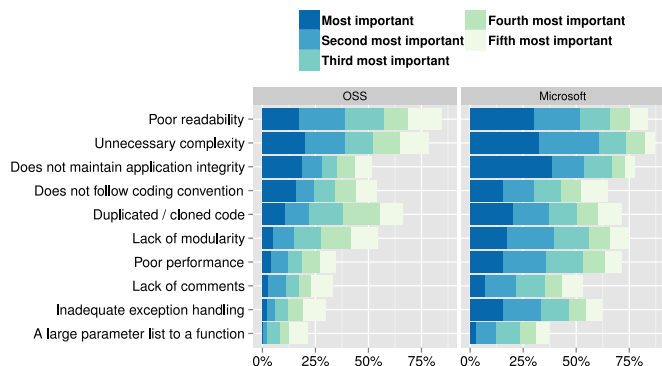 Most important
Fourth most important
Second most important
Fifth most important
Third most important
OSS
Microsoft
Poor readability
Unnecessary complexity
Does not maintain application integrity
Does not follow coding convention
Duplicated / cloned code
Lack of modularity
Poor performance
Lack of comments
Inadequate exception handling
A large parameter list to a function
0% 25% 50% 75%
0% 25% 50% 75%